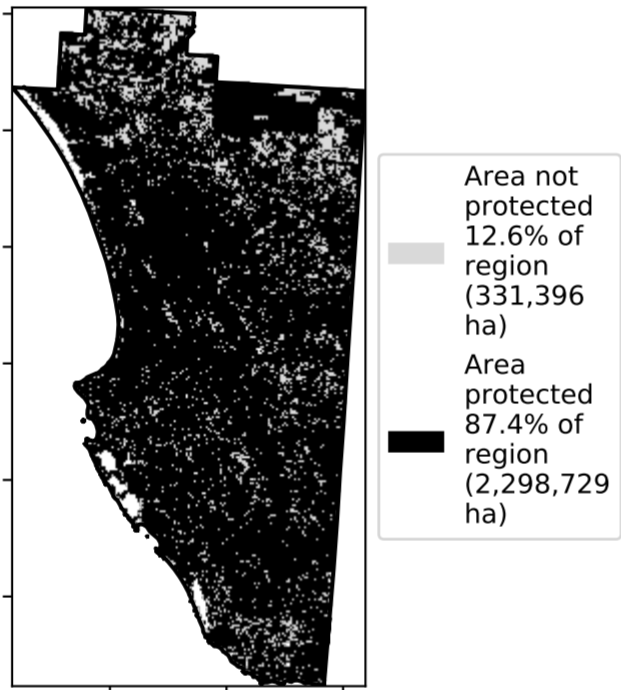 Area not
protected
12.6% of
region
(331,396
ha)
Area
protected
87.4% of
region
(2,298,729
ha)